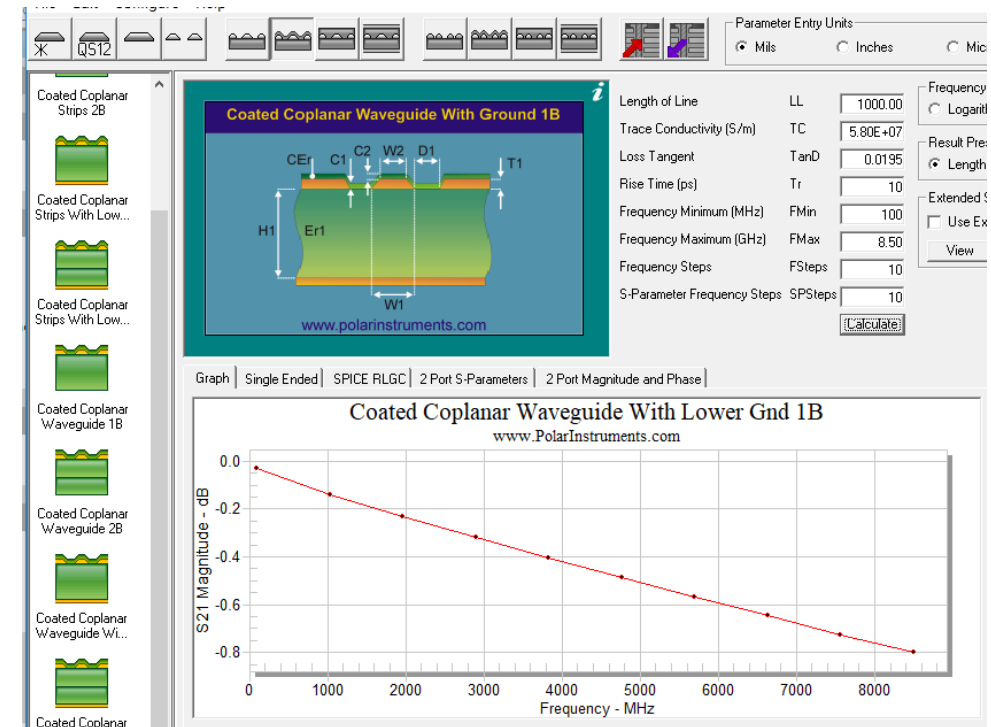 QS12
Parameter Entry Units
Mils
Inches
Coated Coplanar
Strips 2B
Coated Coplanar
Strips With Low...
Coated Coplanar
Strips With Low...
Coated Coplanar
Waveguide 1B
Coated Coplanar
Waveguide 2B
Coated Coplanar
Waveguide Wi...
Coated Coplanar
i
Coated Coplanar Waveguide With Ground 1B
CEr C1 C2 W2 D1 T1
H1 Er1
W1
www.polarinstruments.com
Length of Line LL 1000.00
Trace Conductivity (S/m) TC 5.80E+07
Loss Tangent TanD 0.0195
Rise Time (ps) Tr 10
Frequency Minimum (MHz) FMin 100
Frequency Maximum (GHz) FMax 8.50
Frequency Steps FSteps 10
S-Parameter Frequency Steps SPSteps 10
Calculate
Frequency
Logarit
Result Pres
Length
Extended S
Use Ex
View
Graph Single Ended SPICE RLGC 2 Port S-Parameters 2 Port Magnitude and Phase
Coated Coplanar Waveguide With Lower Gnd 1B
www.PolarInstruments.com
S21 Magnitude - dB
0.0
-0.2
-0.4
-0.6
-0.8
0 1000 2000 3000 4000 5000 6000 7000 8000
Frequency - MHz